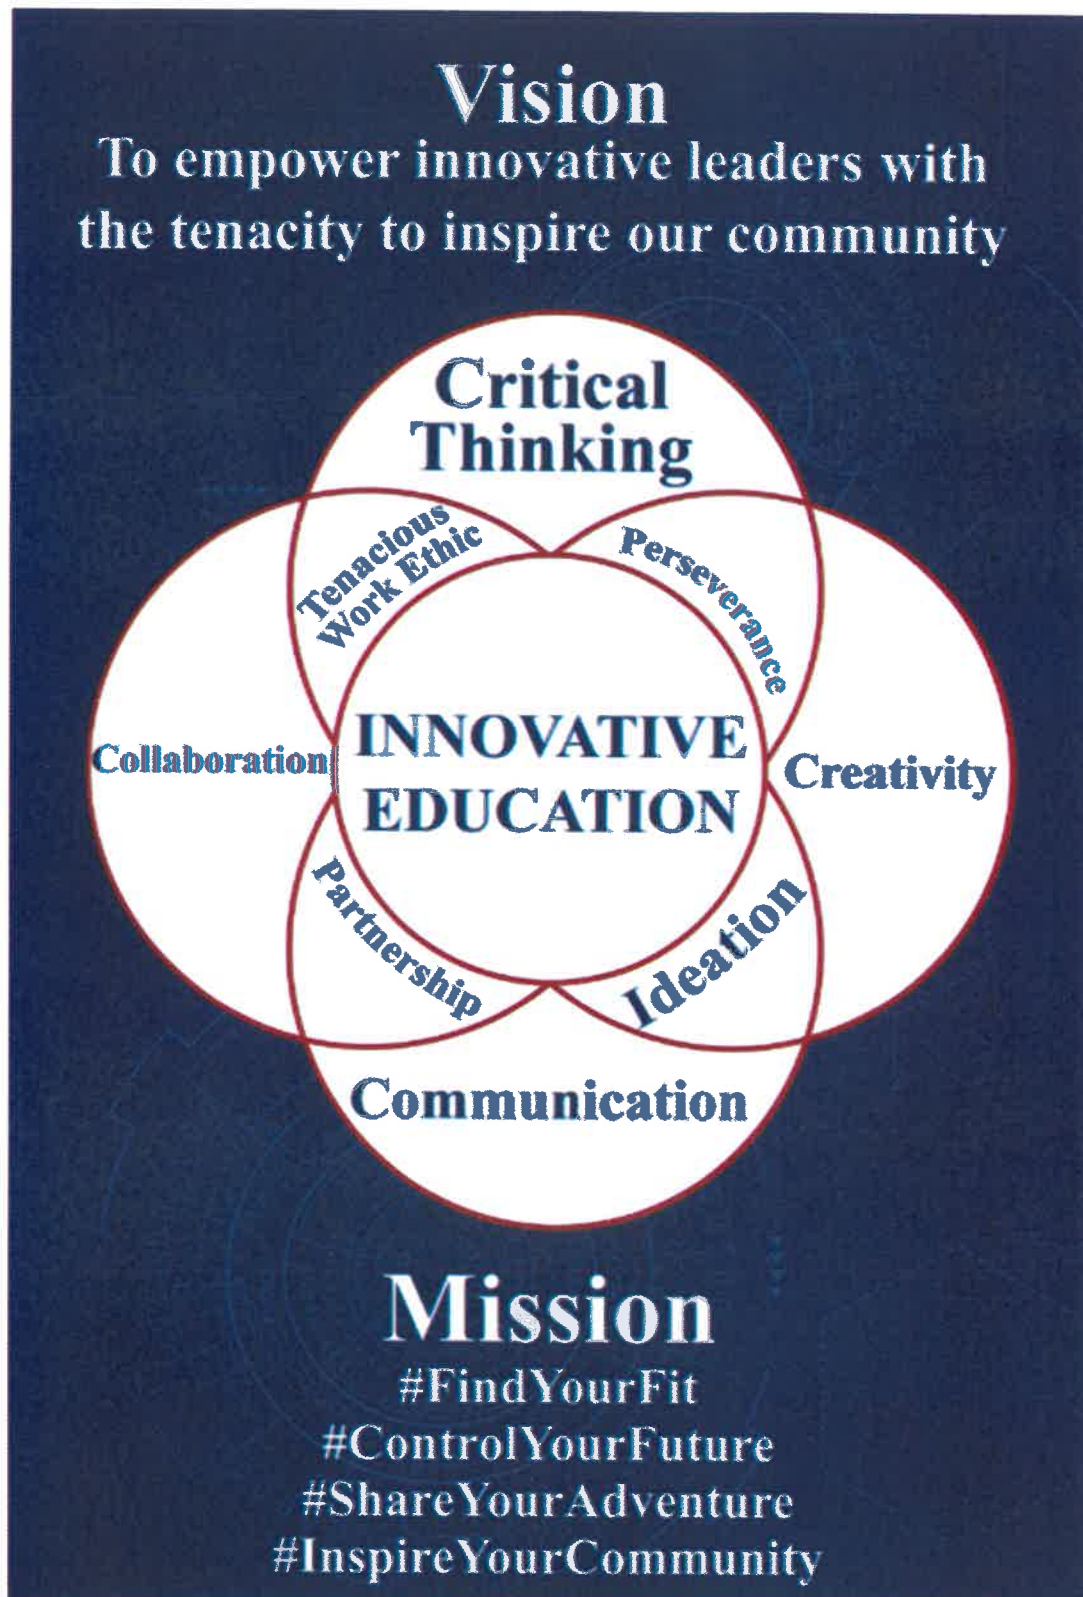 Vision
To empower innovative leaders with
the tenacity to inspire our community
Critical
Thinking
Tenacious
Work Ethic
Perseverance
Collaboration
INNOVATIVE
EDUCATION
Creativity
Partnership
Ideation
Communication
Mission
#FindYourFit
#ControlYourFuture
#ShareYourAdventure
#InspireYourCommunity